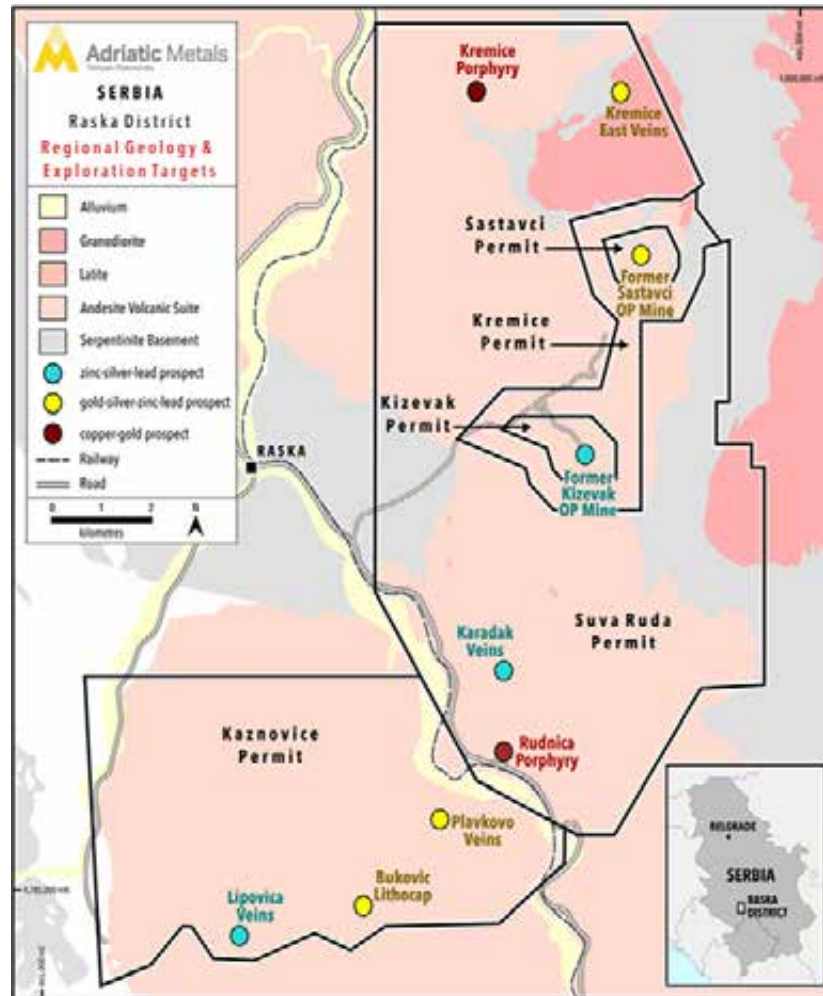 Adriatic Metals
SERBIA
Raska District
Regional Geology &
Exploration Targets
Alluvium
Granodiorite
Latite
Andesite Volcanic Suite
Serpentinite Basement
zinc-silver-lead prospect
gold-silver-zinc-lead prospect
copper-gold prospect
Railway
Road
0 1 2
kilometres
N
Kremice
Porphyry
Kremice
East Veins
Sastavci
Permit
Former
Sastavci
OP Mine
Kremice
Permit
Kizevak
Permit
Former
Kizevak
OP Mine
RASKA
Suva Ruda
Permit
Karadak
Veins
Rudnica
Porphyry
Kaznovice
Permit
Plavkovo
Veins
Bukovic
Lithocap
Lipovica
Veins
BELGRADE
SERBIA
RASKA
DISTRICT